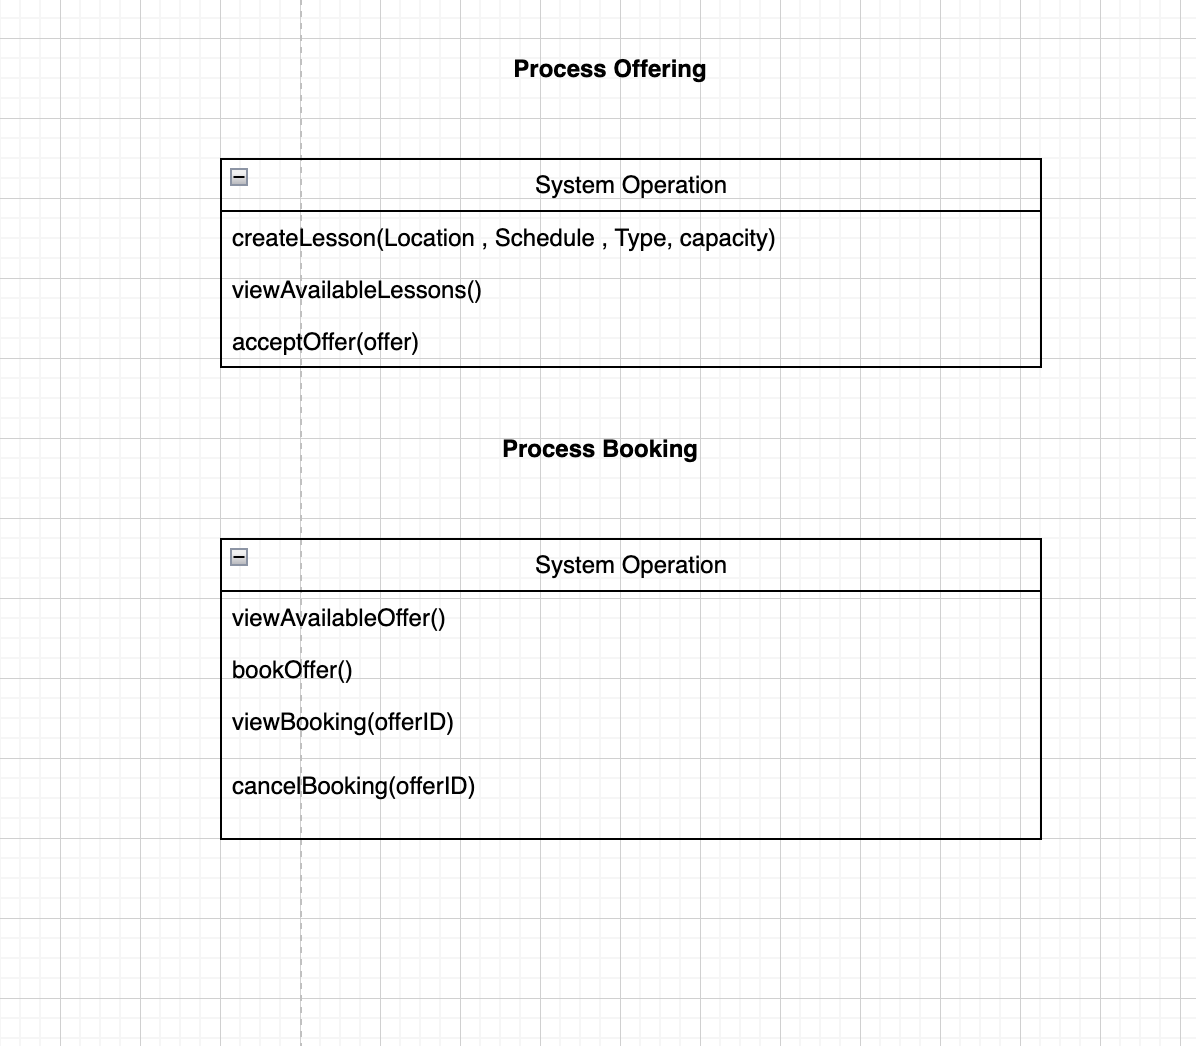 Process Offering
System Operation
createLesson(Location , Schedule , Type, capacity)
viewAvailableLessons()
acceptOffer(offer)
Process Booking
System Operation
viewAvailableOffer()
bookOffer()
viewBooking(offerID)
cancelBooking(offerID)